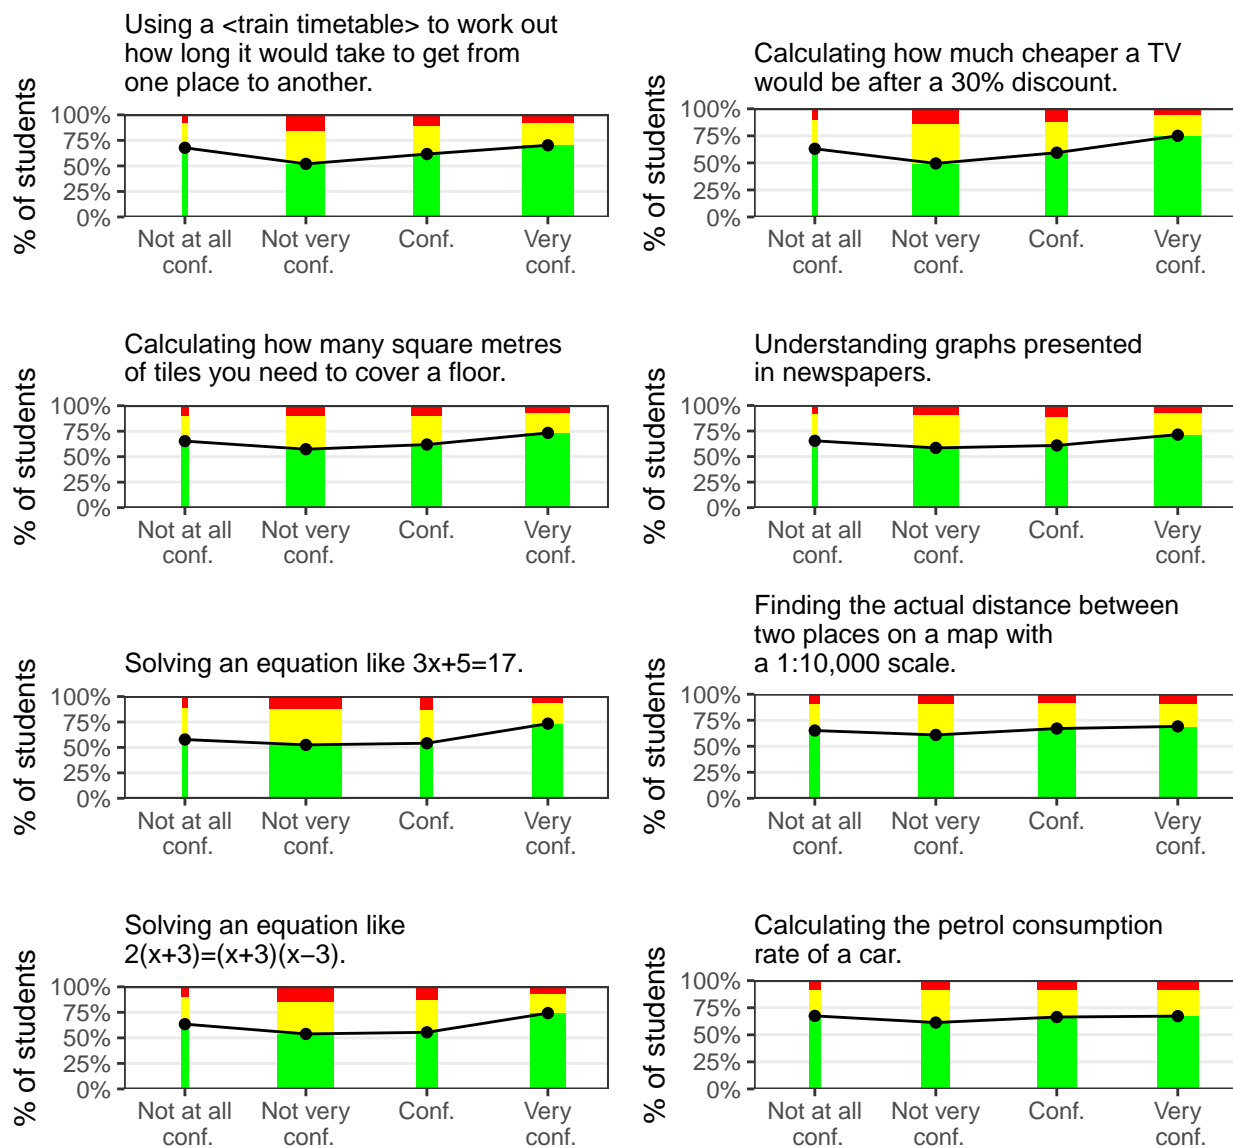 Using a <train timetable> to work out
how long it would take to get from
one place to another.
% of students
100%
75%
50%
25%
0%
Not at all
conf.
Not very
conf.
Conf.
Very
conf.
Calculating how much cheaper a TV
would be after a 30% discount.
% of students
100%
75%
50%
25%
0%
Not at all
conf.
Not very
conf.
Conf.
Very
conf.
Calculating how many square metres
of tiles you need to cover a floor.
% of students
100%
75%
50%
25%
0%
Not at all
conf.
Not very
conf.
Conf.
Very
conf.
Understanding graphs presented
in newspapers.
% of students
100%
75%
50%
25%
0%
Not at all
conf.
Not very
conf.
Conf.
Very
conf.
Solving an equation like 3x+5=17.
% of students
100%
75%
50%
25%
0%
Not at all
conf.
Not very
conf.
Conf.
Very
conf.
Finding the actual distance between
two places on a map with
a 1:10,000 scale.
% of students
100%
75%
50%
25%
0%
Not at all
conf.
Not very
conf.
Conf.
Very
conf.
Solving an equation like
2(x+3)=(x+3)(x−3).
% of students
100%
75%
50%
25%
0%
Not at all
conf.
Not very
conf.
Conf.
Very
conf.
Calculating the petrol consumption
rate of a car.
% of students
100%
75%
50%
25%
0%
Not at all
conf.
Not very
conf.
Conf.
Very
conf.